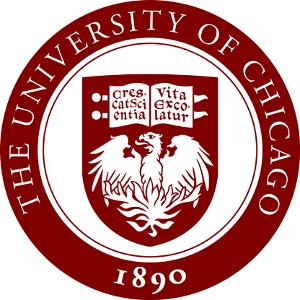 THE UNIVERSITY OF CHICAGO
Cres
cat Sci
entia
Vita
Exco
latur
1890